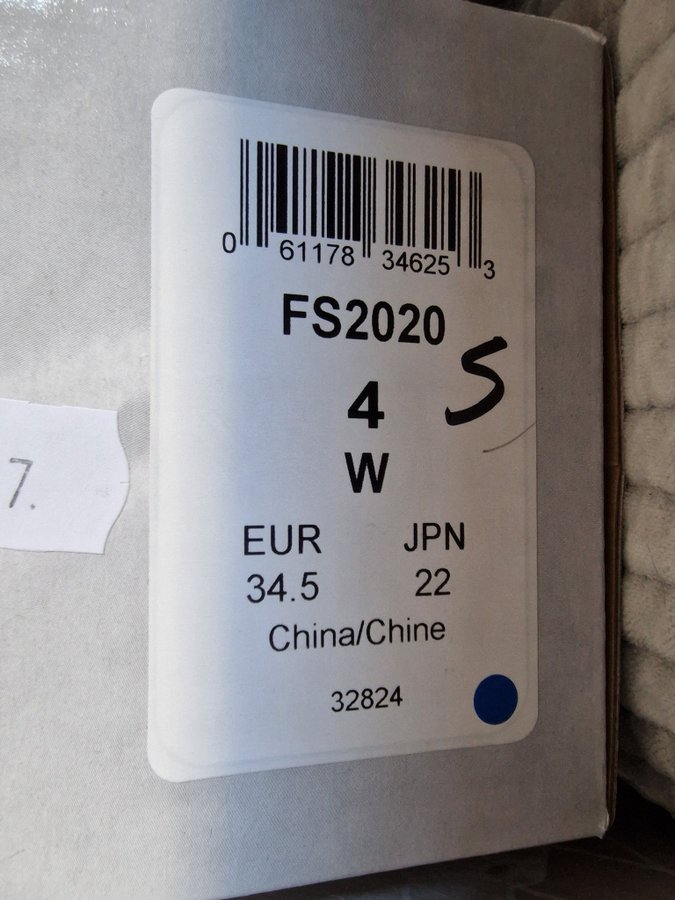 0 61178 34625 3
FS2020
S
4
W
EUR JPN
34.5 22
China/Chine
32824
7.